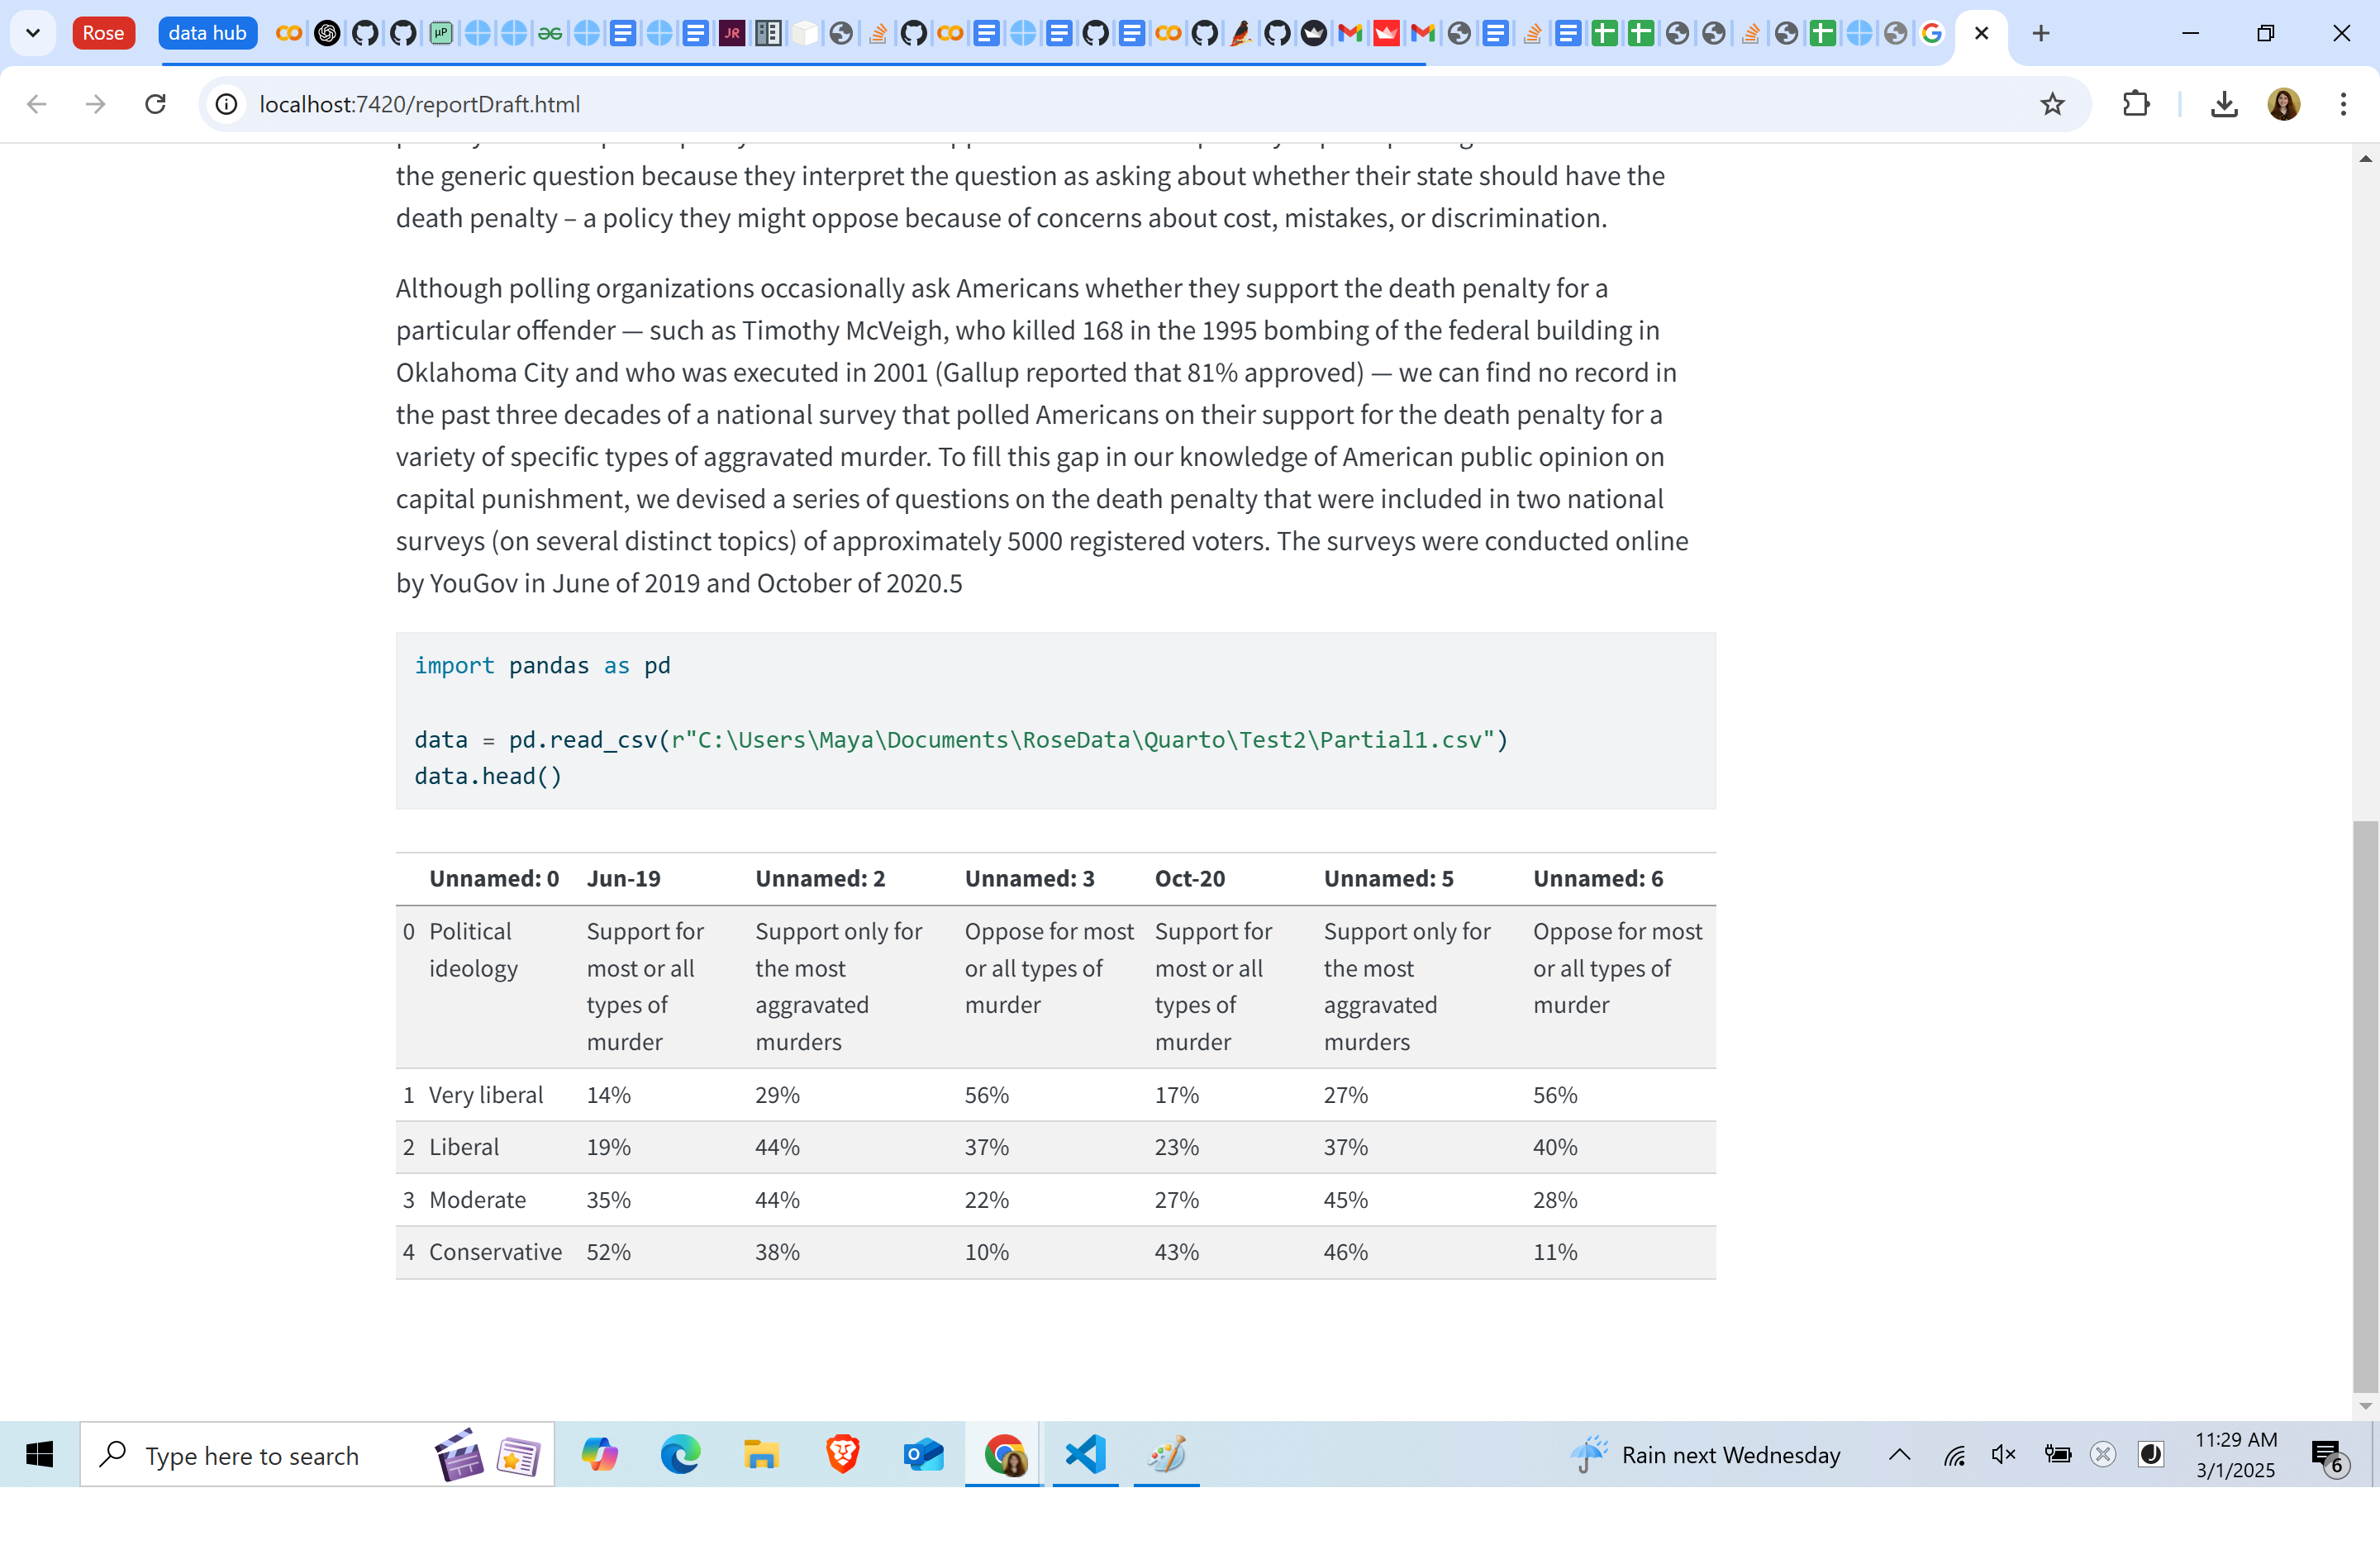 Rose
data hub
localhost:7420/reportDraft.html
the generic question because they interpret the question as asking about whether their state should have the
death penalty – a policy they might oppose because of concerns about cost, mistakes, or discrimination.
Although polling organizations occasionally ask Americans whether they support the death penalty for a
particular offender — such as Timothy McVeigh, who killed 168 in the 1995 bombing of the federal building in
Oklahoma City and who was executed in 2001 (Gallup reported that 81% approved) — we can find no record in
the past three decades of a national survey that polled Americans on their support for the death penalty for a
variety of specific types of aggravated murder. To fill this gap in our knowledge of American public opinion on
capital punishment, we devised a series of questions on the death penalty that were included in two national
surveys (on several distinct topics) of approximately 5000 registered voters. The surveys were conducted online
by YouGov in June of 2019 and October of 2020.5
import pandas as pd
data = pd.read_csv(r"C:\Users\Maya\Documents\RoseData\Quarto\Test2\Partial1.csv")
data.head()
Unnamed: 0 Jun-19 Unnamed: 2 Unnamed: 3 Oct-20 Unnamed: 5 Unnamed: 6
0 Political Support for Support only for Oppose for most Support for Support only for Oppose for most
ideology most or all the most or all types of most or all the most or all types of
types of aggravated murder types of aggravated murder
murder murders murder murders
1 Very liberal 14% 29% 56% 17% 27% 56%
2 Liberal 19% 44% 37% 23% 37% 40%
3 Moderate 35% 44% 22% 27% 45% 28%
4 Conservative 52% 38% 10% 43% 46% 11%
Type here to search
Rain next Wednesday
11:29 AM
3/1/2025
6